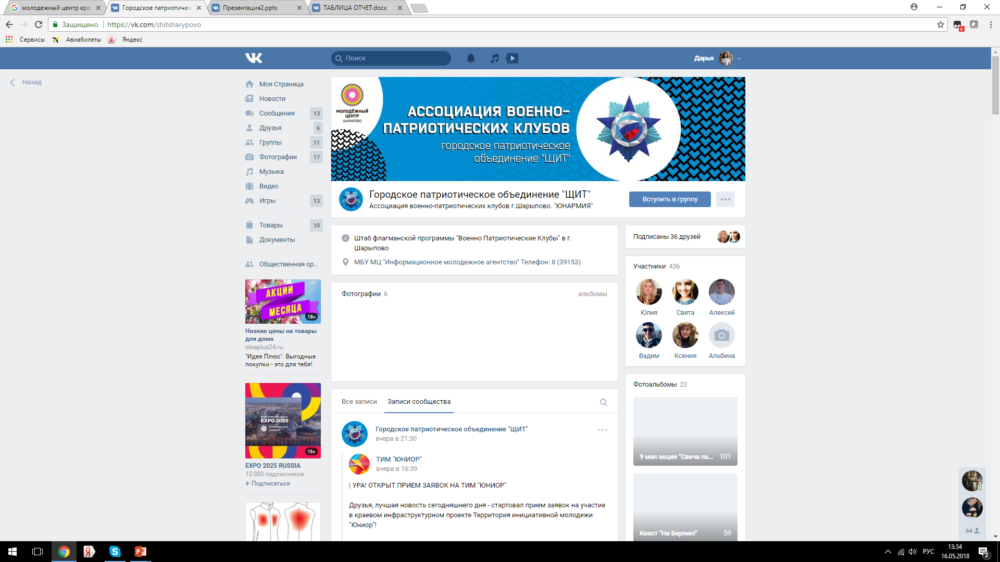 молодежный центр кра
Городское патриотичес
Презентация2.pptx
ТАБЛИЦА ОТЧЕТ.docx
Защищено
https://vk.com/shitsharypovo
6
Сервисы
Авиабилеты
Яндекс
Поиск
Дарья
Назад
Моя Страница
Новости
Сообщения 13
Друзья 6
Группы 11
Фотографии 17
Музыка
Видео
Игры 13
Товары 10
Документы
Общественная ор..
АКЦИИ
МЕСЯЦА
18+
Низкие цены на товары
для дома
ideaplus24.ru
"Идея Плюс". Выгодные
покупки - это для тебя!
EKATERINBURG RUSSIA
EXPO 2025
World Expo 2025
Candidate
16+
EXPO 2025 RUSSIA
12 000 подписчиков
+ Подписаться
МОЛОДЁЖНЫЙ
ЦЕНТР
ШАРЫПОВО
АССОЦИАЦИЯ ВОЕННО-
ПАТРИОТИЧЕСКИХ КЛУБОВ
городское патриотическое
объединение "ЩИТ"
Городское патриотическое объединение "ЩИТ"
Ассоциация военно-патриотических клубов г.Шарыпово. "ЮНАРМИЯ"
Вступить в группу
Штаб флагманской программы "Военно Патриотические Клубы" в г.
Шарыпово
МБУ МЦ "Информационное молодежное агентство" Телефон: 8 (39153)
Фотографии 6
альбомы
Все записи
Записи сообщества
Городское патриотическое объединение "ЩИТ"
вчера в 21:30
ТИМ "ЮНИОР"
вчера в 16:39
| УРА! ОТКРЫТ ПРИЕМ ЗАЯВОК НА ТИМ "ЮНИОР"
Друзья, лучшая новость сегодняшнего дня - стартовал прием заявок на участие
в краевом инфраструктурном проекте Территория инициативной молодежи
"Юниор"!
Подписаны 36 друзей
Участники 436
Юлия
Света
Алексей
Вадим
Ксения
Альбина
Фотоальбомы 22
9 мая акция "Свеча па... 101
Квест "На Берлин!" 59
64
РУС
13:34
16.05.2018
2